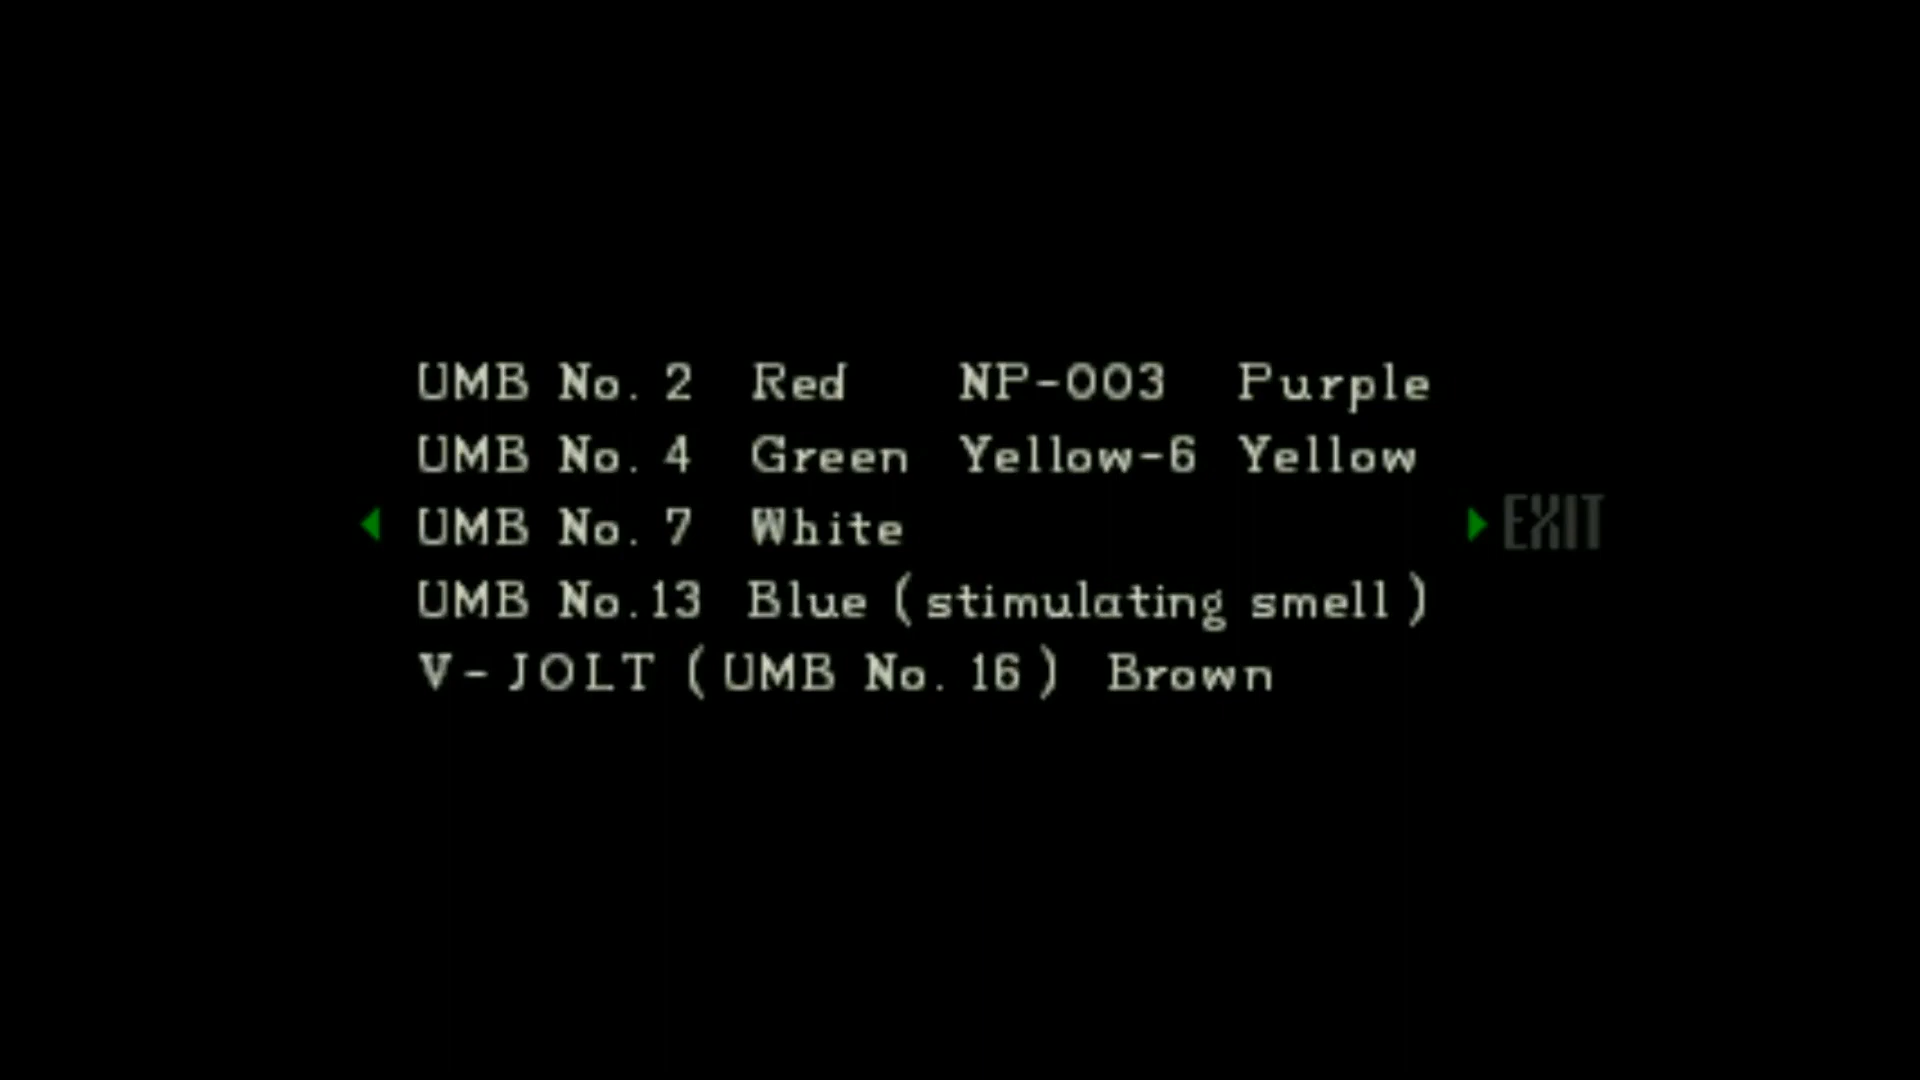 UMB No. 2 Red NP-003 Purple
UMB No. 4 Green Yellow-6 Yellow
UMB No. 7 White
EXIT
UMB No.13 Blue (stimulating smell)
V-JOLT (UMB No. 16) Brown